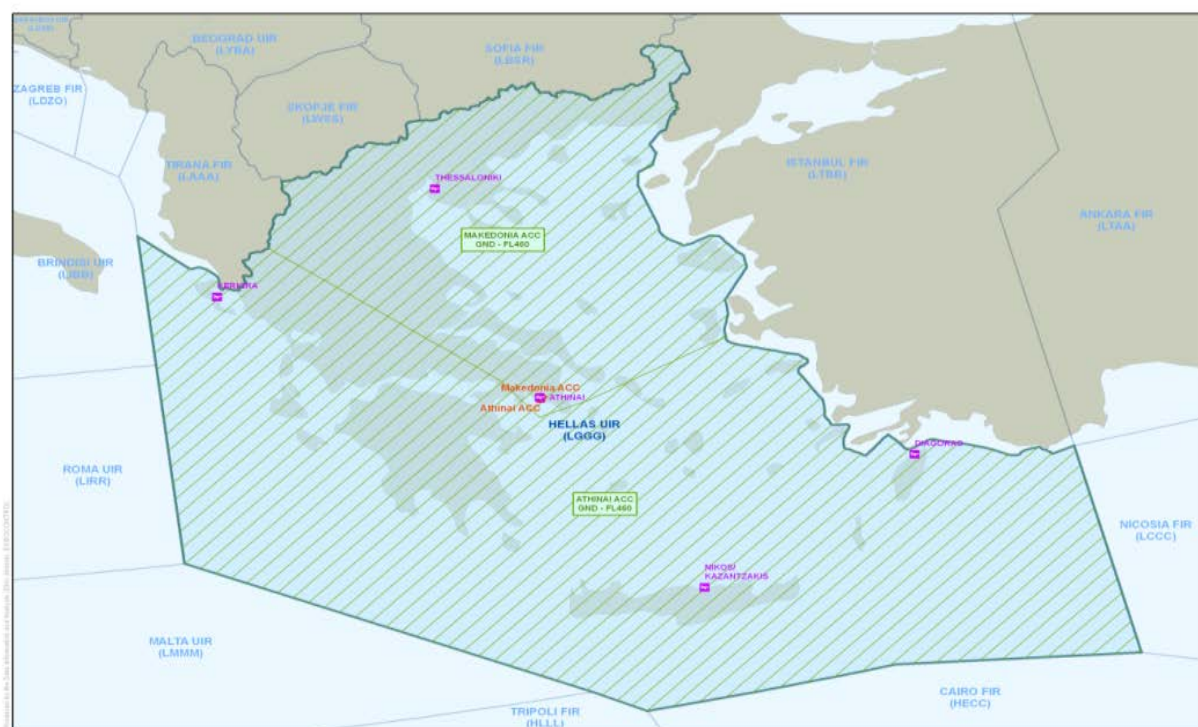 BEOGRAD UIR
(LYBA)
SOFIA FIR
(LBSR)
ZAGREB FIR
(LDZO)
SKOPJE FIR
(LWSS)
TIRANA FIR
(LAAA)
ISTANBUL FIR
(LTBB)
THESSALONIKI
ANKARA FIR
(LTAA)
MAKEDONIA ACC
GND - FL460
BRINDISI UIR
(LIBB)
KERKIRA
Makedonia ACC
ATHINAI
Athinai ACC
HELLAS UIR
(LGGG)
DIAGORAS
ROMA UIR
(LIRR)
ATHINAI ACC
GND - FL460
NICOSIA FIR
(LCCC)
NIKOS/
KAZANTZAKIS
MALTA UIR
(LMMM)
CAIRO FIR
(HECC)
TRIPOLI FIR
(HLLL)